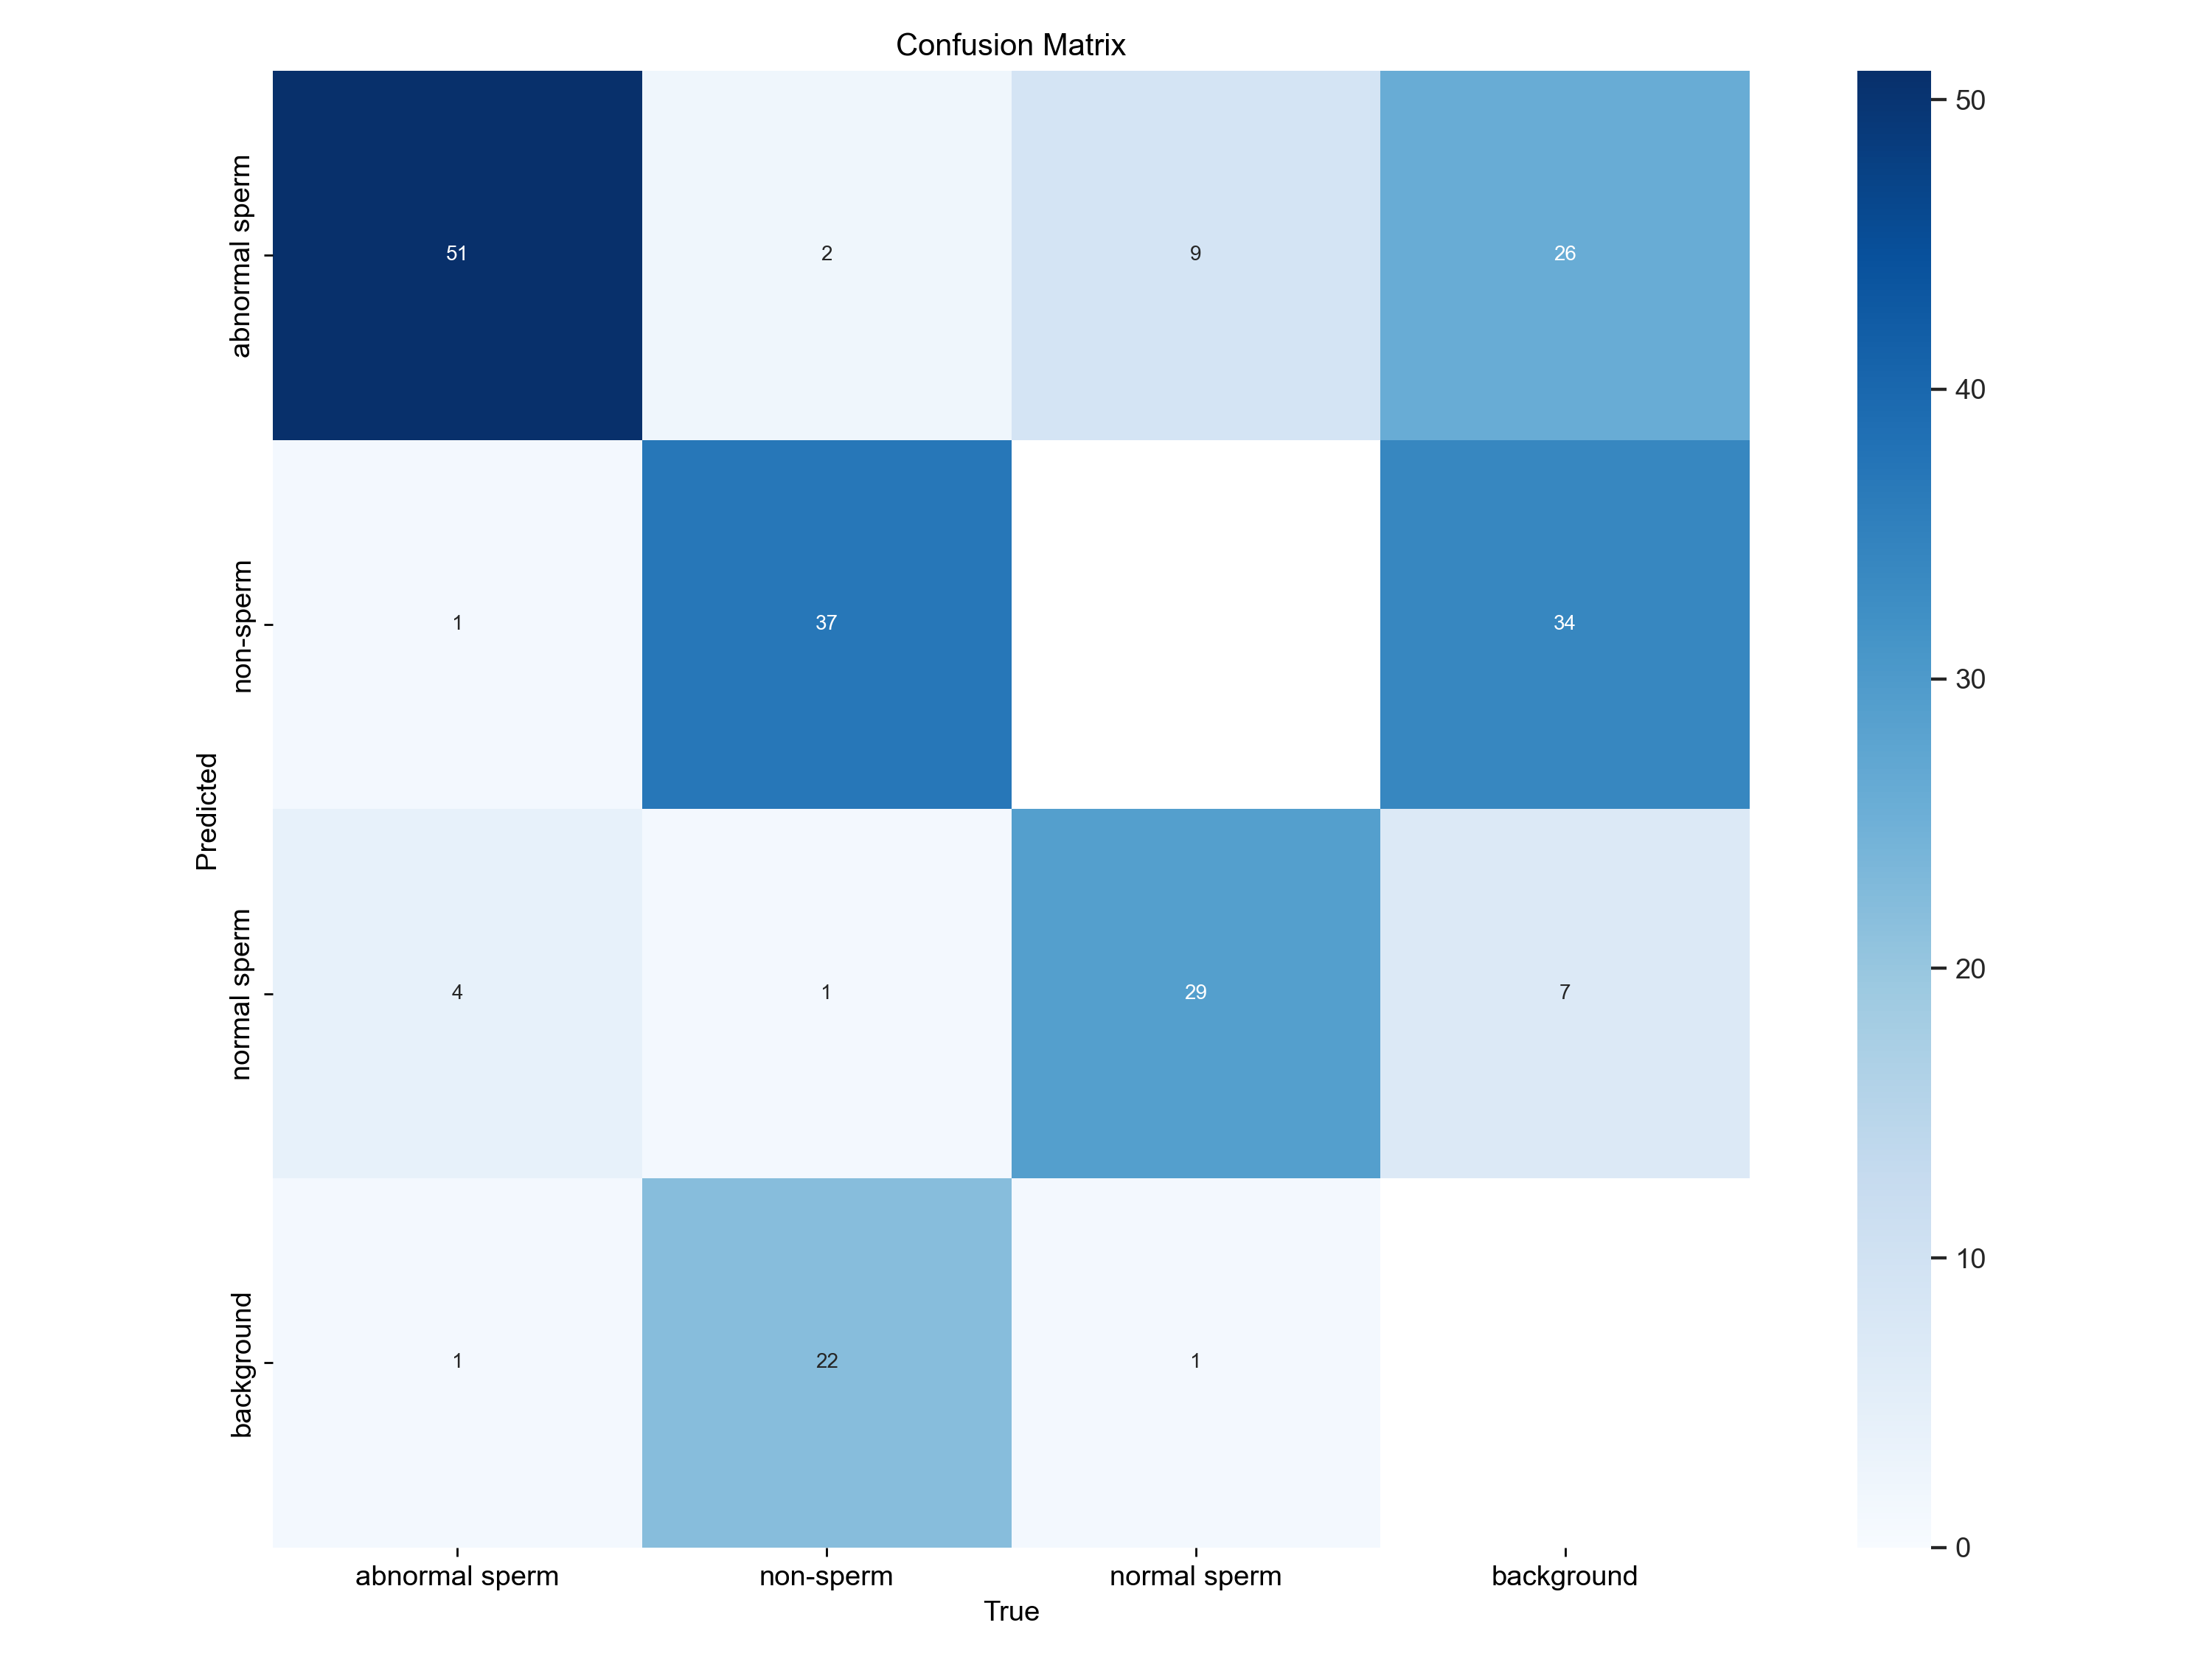 Confusion Matrix
abnormal sperm
51
2
9
26
non-sperm
1
37
34
normal sperm
4
1
29
7
background
1
22
1
Predicted
abnormal sperm
non-sperm
normal sperm
background
True
50
40
30
20
10
0